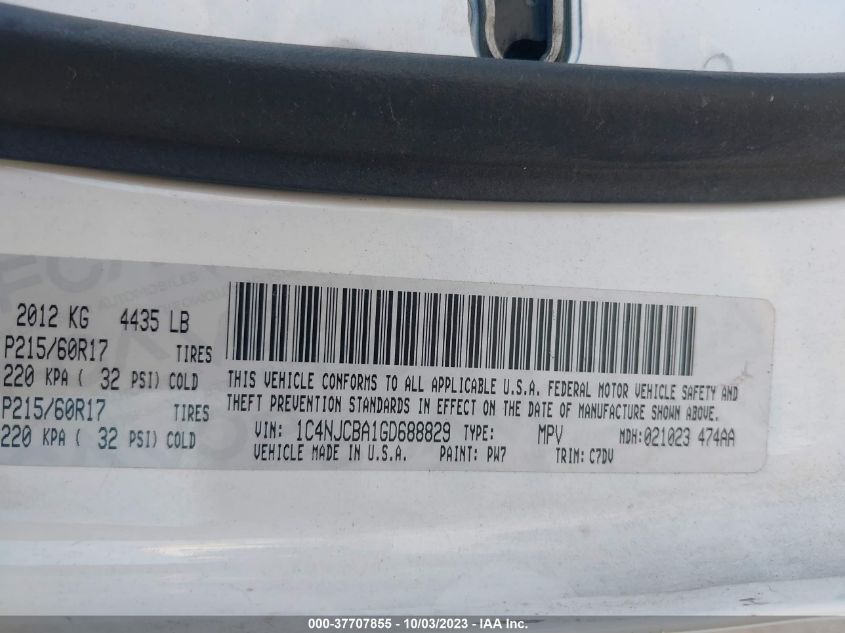 2012 KG 4435 LB
P215/60R17 TIRES
220 KPA ( 32 PSI) COLD
P215/60R17 TIRES
220 KPA ( 32 PSI) COLD
THIS VEHICLE CONFORMS TO ALL APPLICABLE U.S.A. FEDERAL MOTOR VEHICLE SAFETY AND
THEFT PREVENTION STANDARDS IN EFFECT ON THE DATE OF MANUFACTURE SHOWN ABOVE.
VIN: 1C4NJCBA1GD688829 TYPE: MPV MDH:021023 474AA
VEHICLE MADE IN U.S.A. PAINT: PW7 TRIM: C7DV
000-37707855 - 10/03/2023 - IAA Inc.